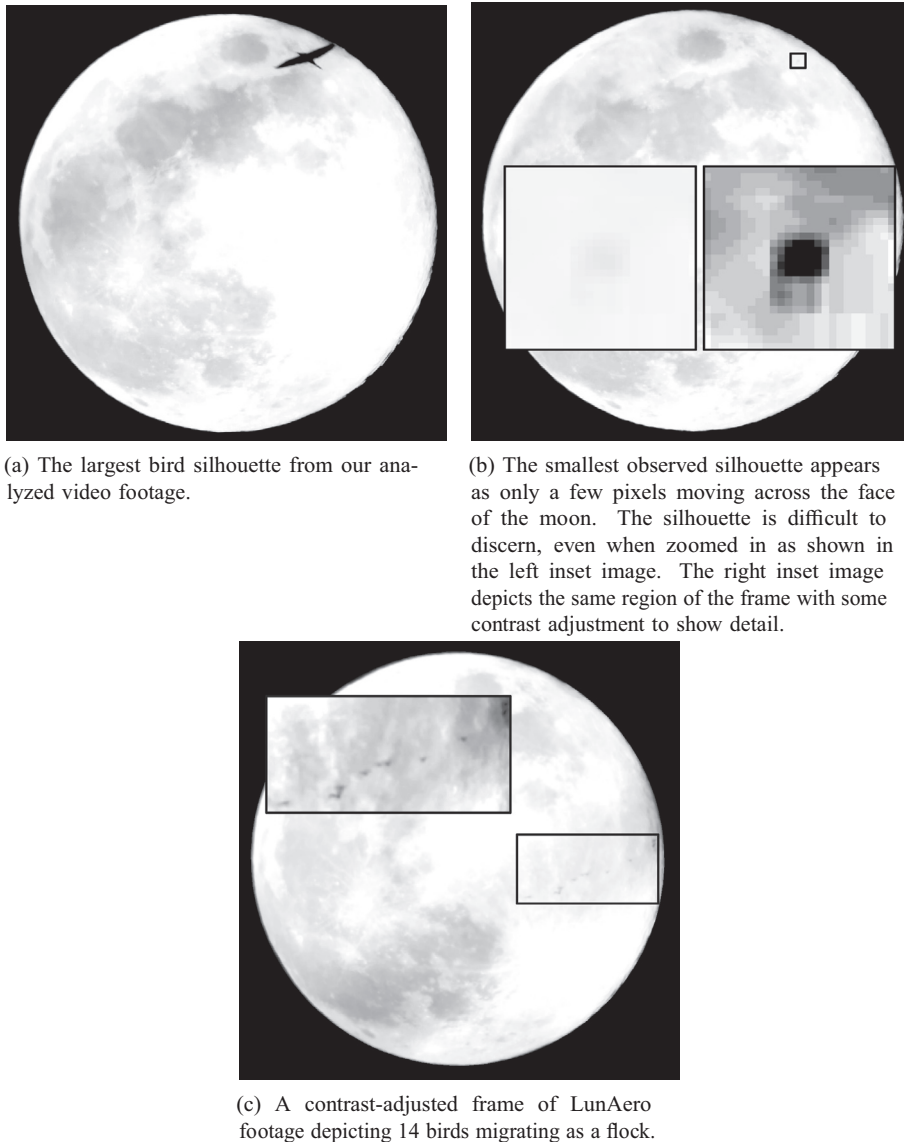 (a) The largest bird silhouette from our ana-
lyzed video footage.
(b) The smallest observed silhouette appears
as only a few pixels moving across the face
of the moon. The silhouette is difficult to
discern, even when zoomed in as shown in
the left inset image. The right inset image
depicts the same region of the frame with some
contrast adjustment to show detail.
(c) A contrast-adjusted frame of LunAero
footage depicting 14 birds migrating as a flock.